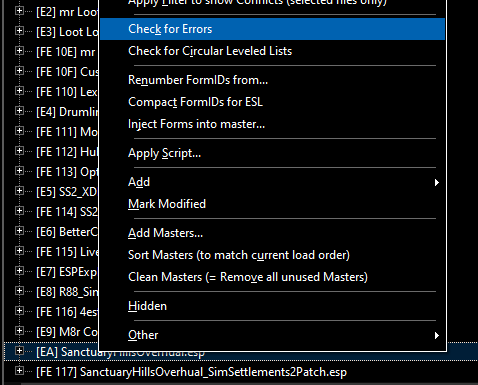 Apply Filter to show Conflicts (selected files only)
[E2] mr Loot
Check for Errors
[E3] Loot Lo
Check for Circular Leveled Lists
[FE 10E] mr
[FE 10F] Cus
Renumber FormIDs from...
[FE 110] Lex
Compact FormIDs for ESL
[E4] Drumlin
Inject Forms into master...
[FE 111] Mo
[FE 112] Hul
Apply Script...
[FE 113] Opt
Add
[E5] SS2_XD
Mark Modified
[FE 114] SS2
[E6] BetterC
Add Masters...
[FE 115] Live
Sort Masters (to match current load order)
[E7] ESPExp
Clean Masters (= Remove all unused Masters)
[E8] R88_Sim
Hidden
[FE 116] 4est
[E9] M8r Co
Other
[EA] SanctuaryHillsOverhual.esp
[FE 117] SanctuaryHillsOverhual_SimSettlements2Patch.esp